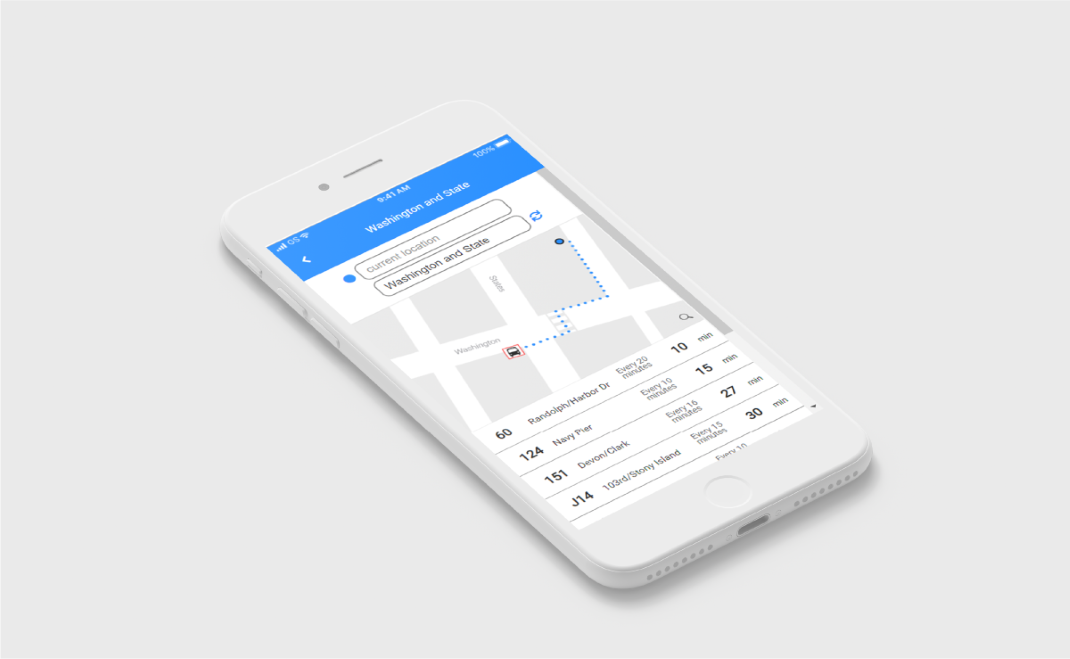 OS
9:41 AM
100%
Washington and State
current location
Washington and State
States
Washington
60 Randolph/Harbor Dr Every 20 minutes 10 min
124 Navy Pier Every 10 minutes 15 min
151 Devon/Clark Every 16 minutes 27 min
J14 103rd/Stony Island Every 15 minutes 30 min
Every 10